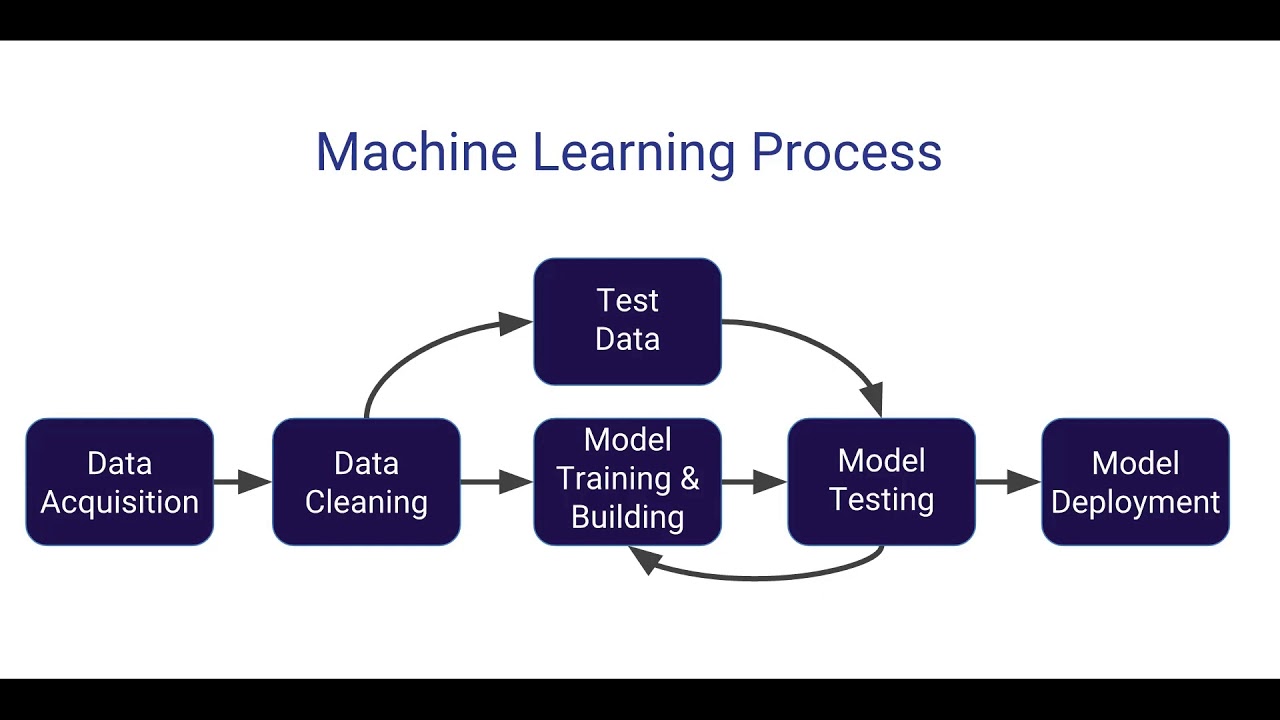 Machine Learning Process
Test
Data
Data
Acquisition
Data
Cleaning
Model
Training &
Building
Model
Testing
Model
Deployment